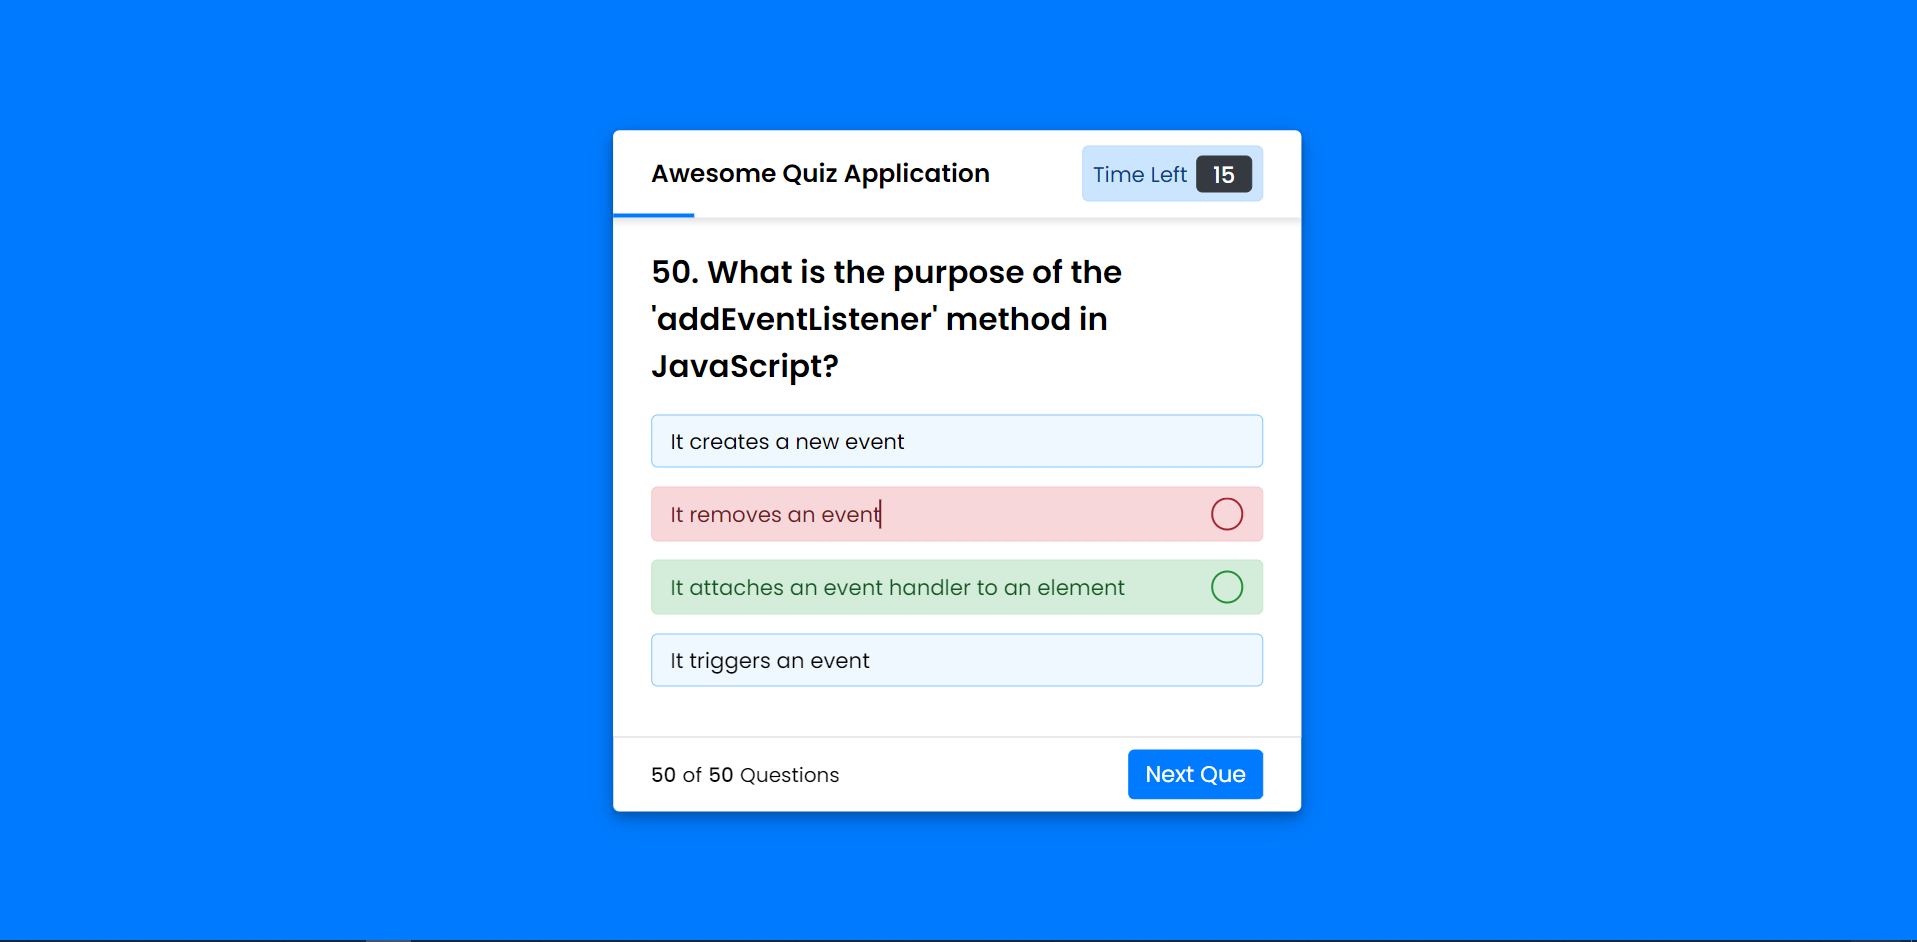 Awesome Quiz Application
Time Left 15
50. What is the purpose of the
'addEventListener' method in
JavaScript?
It creates a new event
It removes an event
It attaches an event handler to an element
It triggers an event
50 of 50 Questions
Next Que